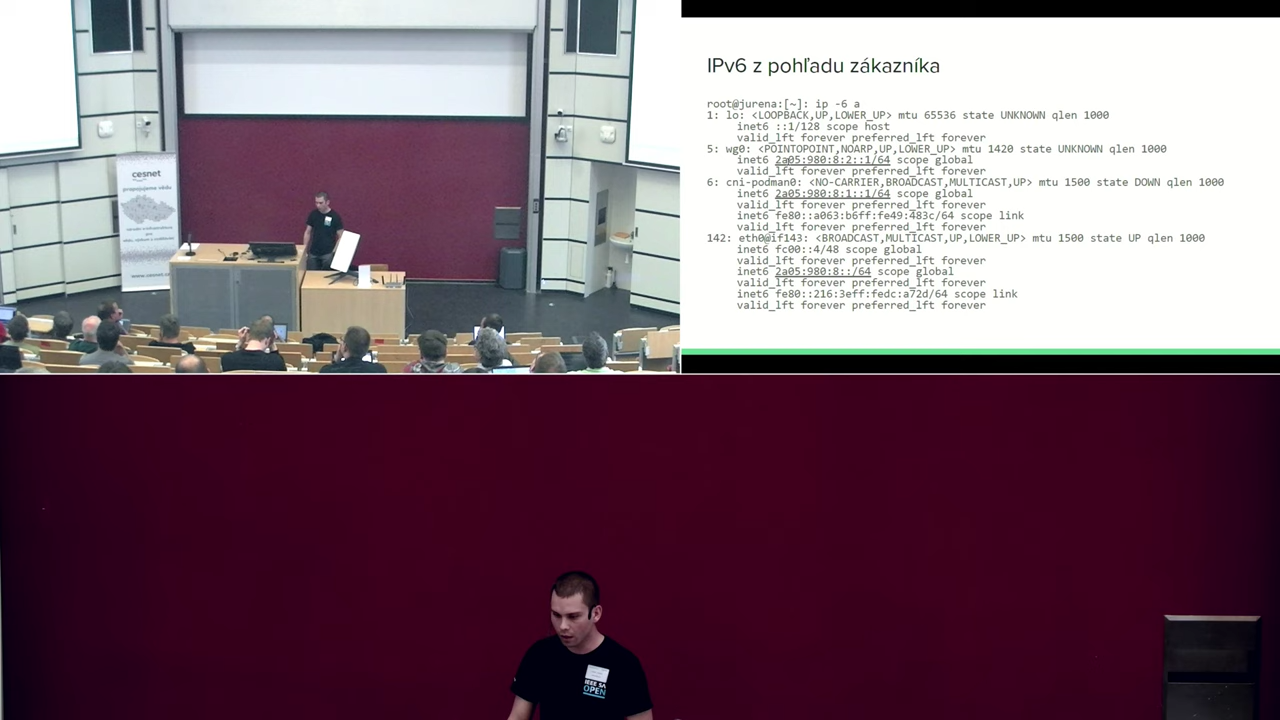 cesnet
propojujeme vědu
www.cesnet.c
IPv6 z pohľadu zákazníka
root@jurena:[~]: ip -6 a
1: lo: <LOOPBACK,UP,LOWER_UP> mtu 65536 state UNKNOWN qlen 1000
inet6 ::1/128 scope host
valid_lft forever preferred_lft forever
5: wg0: <POINTOPOINT,NOARP,UP,LOWER_UP> mtu 1420 state UNKNOWN qlen 1000
inet6 2a05:980:8:2::1/64 scope global
valid_lft forever preferred_lft forever
6: cni-podman0: <NO-CARRIER,BROADCAST,MULTICAST,UP> mtu 1500 state DOWN qlen 1000
inet6 2a05:980:8:1::1/64 scope global
valid_lft forever preferred_lft forever
inet6 fe80::a063:b6ff:fe49:483c/64 scope link
valid_lft forever preferred_lft forever
142: eth0@if143: <BROADCAST,MULTICAST,UP,LOWER_UP> mtu 1500 state UP qlen 1000
inet6 fc00::4/48 scope global
valid_lft forever preferred_lft forever
inet6 2a05:980:8::/64 scope global
valid_lft forever preferred_lft forever
inet6 fe80::216:3eff:fedc:a72d/64 scope link
valid_lft forever preferred_lft forever
IEEE SA
OPEN